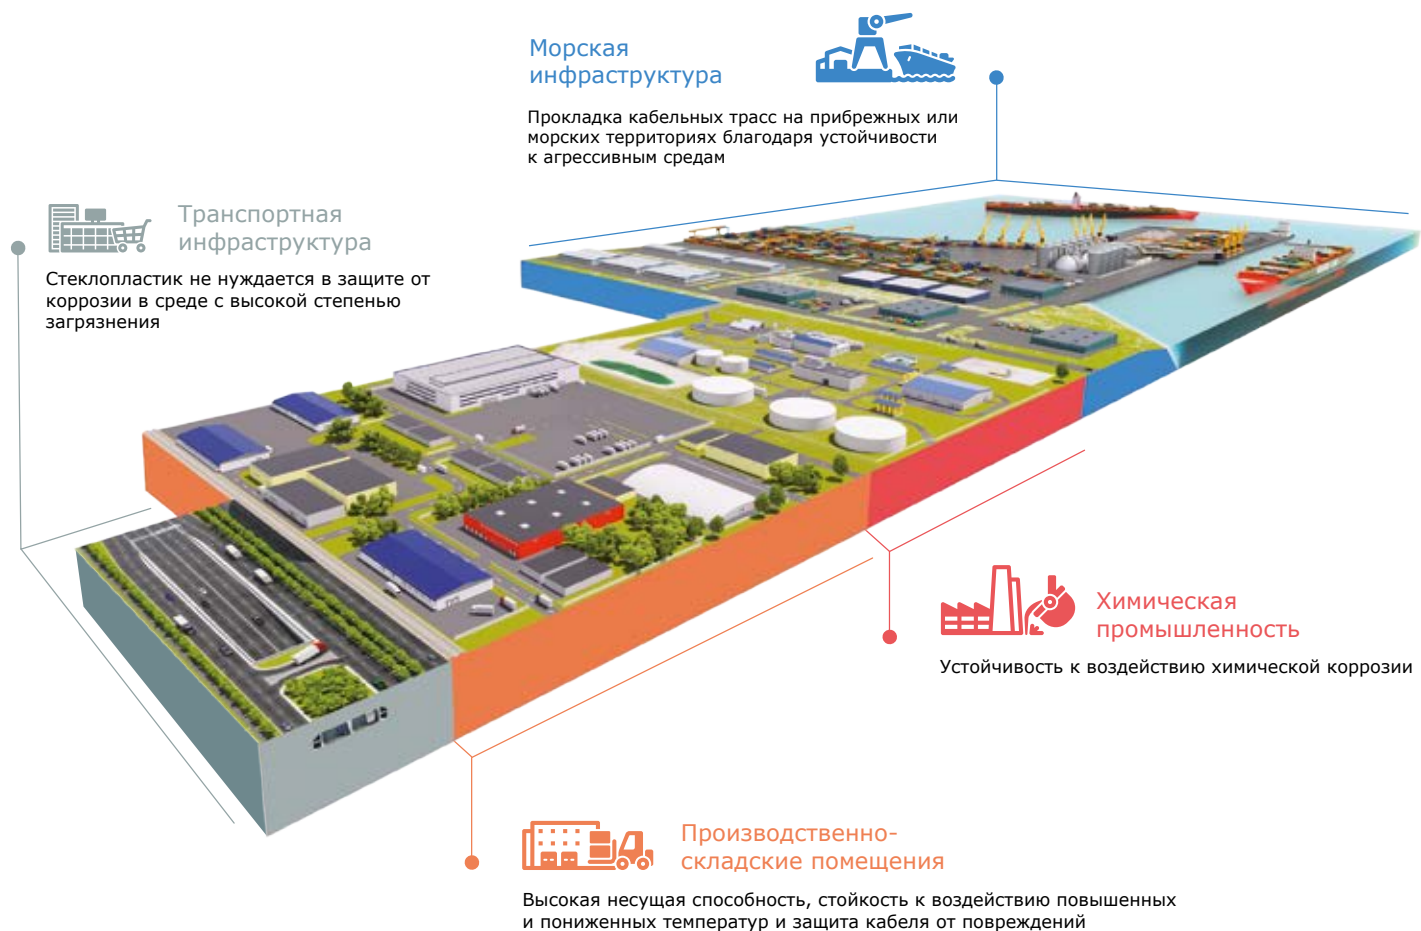 Морская
инфраструктура
Прокладка кабельных трасс на прибрежных или
морских территориях благодаря устойчивости
к агрессивным средам
Транспортная
инфраструктура
Стеклопластик не нуждается в защите от
коррозии в среде с высокой степенью
загрязнения
Химическая
промышленность
Устойчивость к воздействию химической коррозии
Производственно-
складские помещения
Высокая несущая способность, стойкость к воздействию повышенных
и пониженных температур и защита кабеля от повреждений